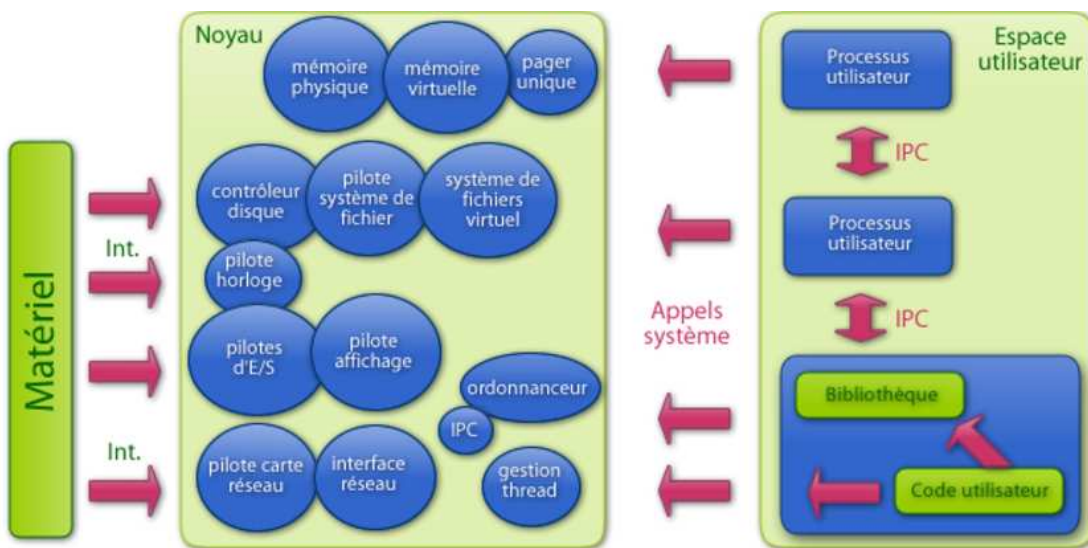 Matériel
Int.
Int.
Noyau
mémoire
physique
mémoire
virtuelle
pager
unique
contrôleur
disque
pilote
système de
fichier
système de
fichiers
virtuel
pilote
horloge
pilotes
d'E/S
pilote
affichage
ordonnanceur
IPC
pilote carte
réseau
interface
réseau
gestion
thread
Appels
système
Espace
utilisateur
Processus
utilisateur
IPC
Processus
utilisateur
IPC
Bibliothèque
Code utilisateur